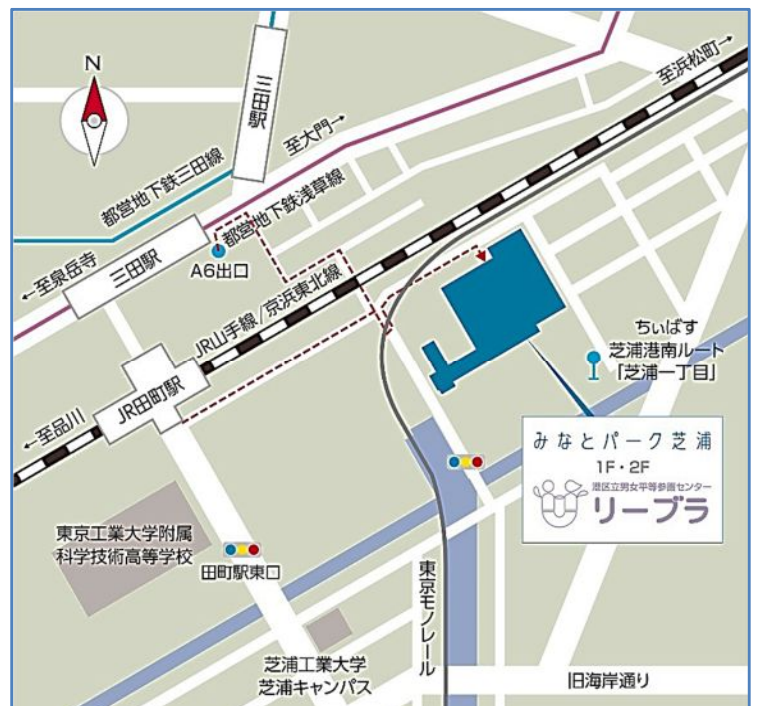 N
三田駅
至浜松町→
至大門→
都営地下鉄三田線
都営地下鉄浅草線
←至泉岳寺
三田駅
A6出口
JR山手線/京浜東北線
JR田町駅
←至品川
ちぃばす
芝浦港南ルート
「芝浦一丁目」
みなとパーク芝浦
1F・2F
港区立男女平等参画センター
リーブラ
東京工業大学附属
科学技術高等学校
田町駅東口
東京モノレール
芝浦工業大学
芝浦キャンパス
旧海岸通り